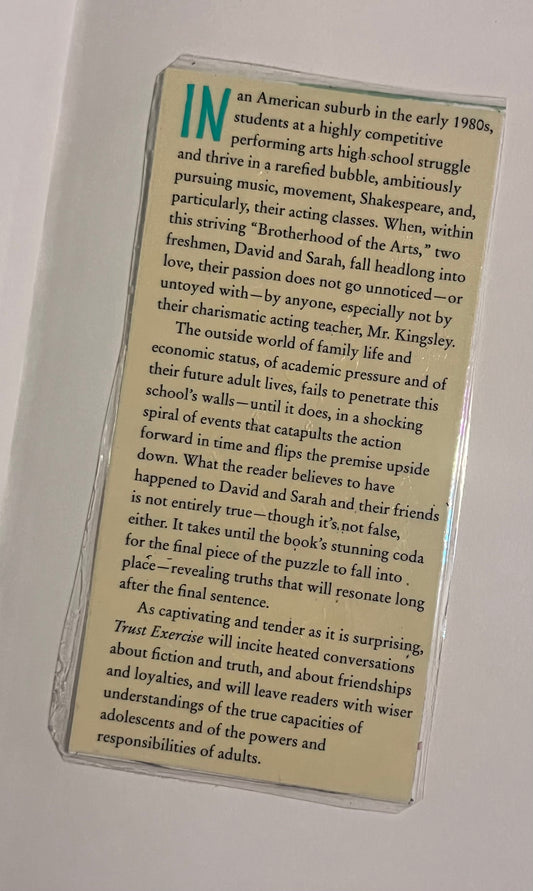 IN an American suburb in the early 1980s,
students at a highly competitive
performing arts high school struggle
and thrive in a rarefied bubble, ambitiously
pursuing music, movement, Shakespeare, and,
particularly, their acting classes. When, within
this striving “Brotherhood of the Arts,” two
freshmen, David and Sarah, fall headlong into
love, their passion does not go unnoticed—or
untoyed with—by anyone, especially not by
their charismatic acting teacher, Mr. Kingsley.
The outside world of family life and
economic status, of academic pressure and of
their future adult lives, fails to penetrate this
school’s walls—until it does, in a shocking
spiral of events that catapults the action
forward in time and flips the premise upside
down. What the reader believes to have
happened to David and Sarah and their friends
is not entirely true—though it’s not false,
either. It takes until the book’s stunning coda
for the final piece of the puzzle to fall into
place—revealing truths that will resonate long
after the final sentence.
As captivating and tender as it is surprising,
Trust Exercise will incite heated conversations
about fiction and truth, and about friendships
and loyalties, and will leave readers with wiser
understandings of the true capacities of
adolescents and of the powers and
responsibilities of adults.